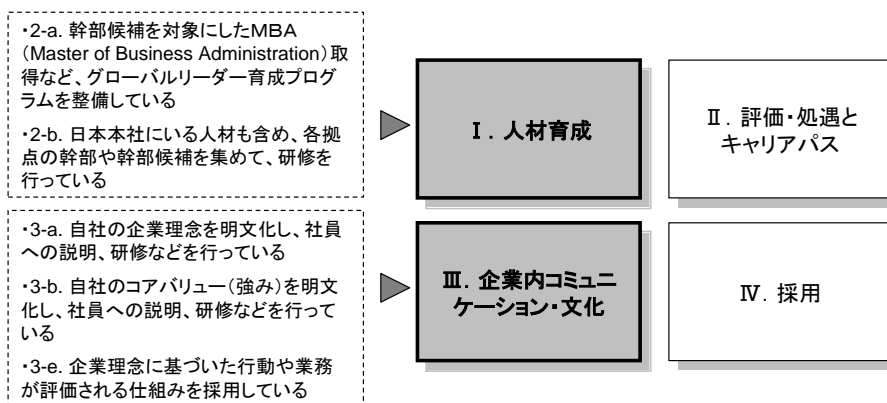 ・2-a. 幹部候補を対象にしたMBA
（Master of Business Administration）取
得など、グローバルリーダー育成プログ
ラムを整備している
・2-b. 日本本社にいる人材も含め、各拠
点の幹部や幹部候補を集めて、研修を
行っている
Ⅰ. 人材育成
Ⅱ. 評価・処遇と
キャリアパス
・3-a. 自社の企業理念を明文化し、社員
への説明、研修などを行っている
・3-b. 自社のコアバリュー（強み）を明文
化し、社員への説明、研修などを行って
いる
・3-e. 企業理念に基づいた行動や業務
が評価される仕組みを採用している
Ⅲ. 企業内コミュニ
ケーション・文化
Ⅳ. 採用